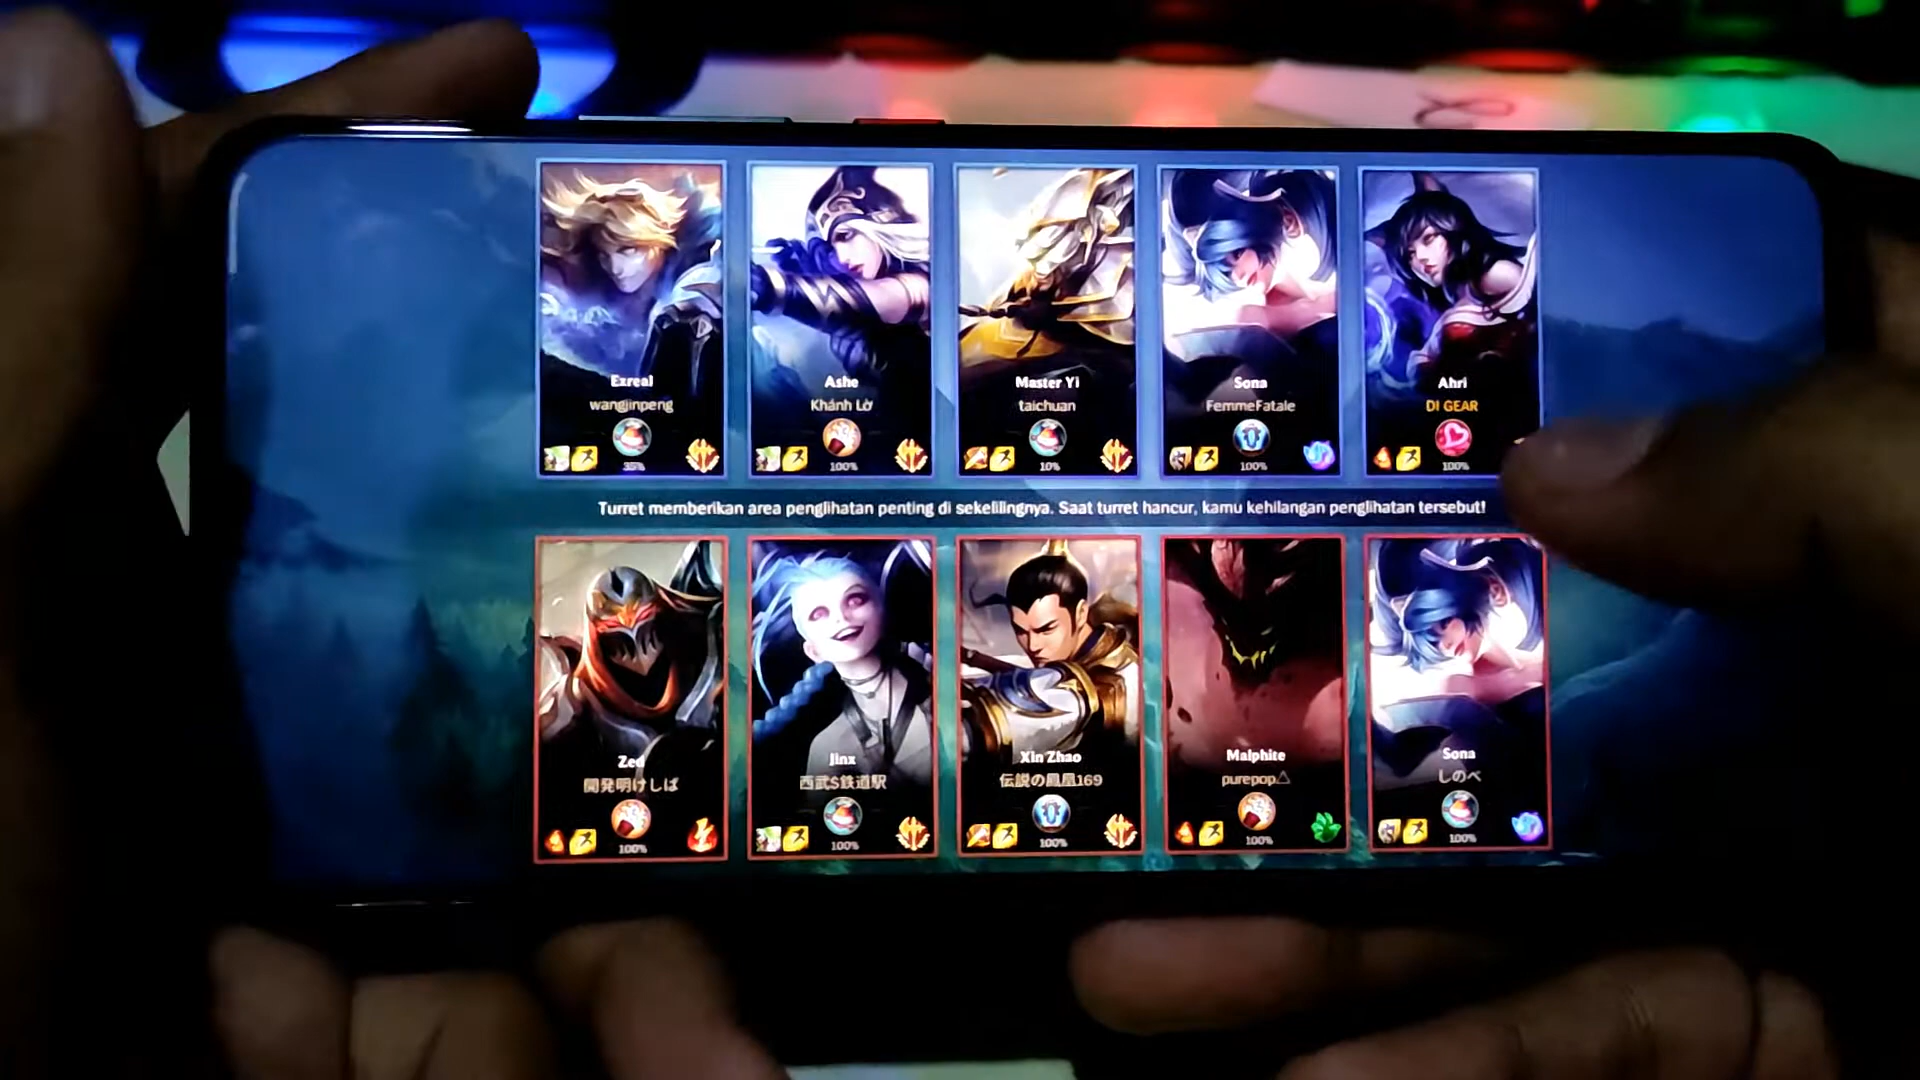 Ezreal
wangjinpeng
35%
Ashe
Khánh Lờ
100%
Master Yi
taichuan
10%
Sona
FemmeFatale
100%
Ahri
DI GEAR
100%
Turret memberikan area penglihatan penting di sekelilingnya. Saat turret hancur, kamu kehilangan penglihatan tersebut!
Zed
開発明けしば
100%
Jinx
西武S鉄道駅
100%
Xin Zhao
伝説の鳳凰169
100%
Malphite
purepop△
100%
Sona
しのべ
100%